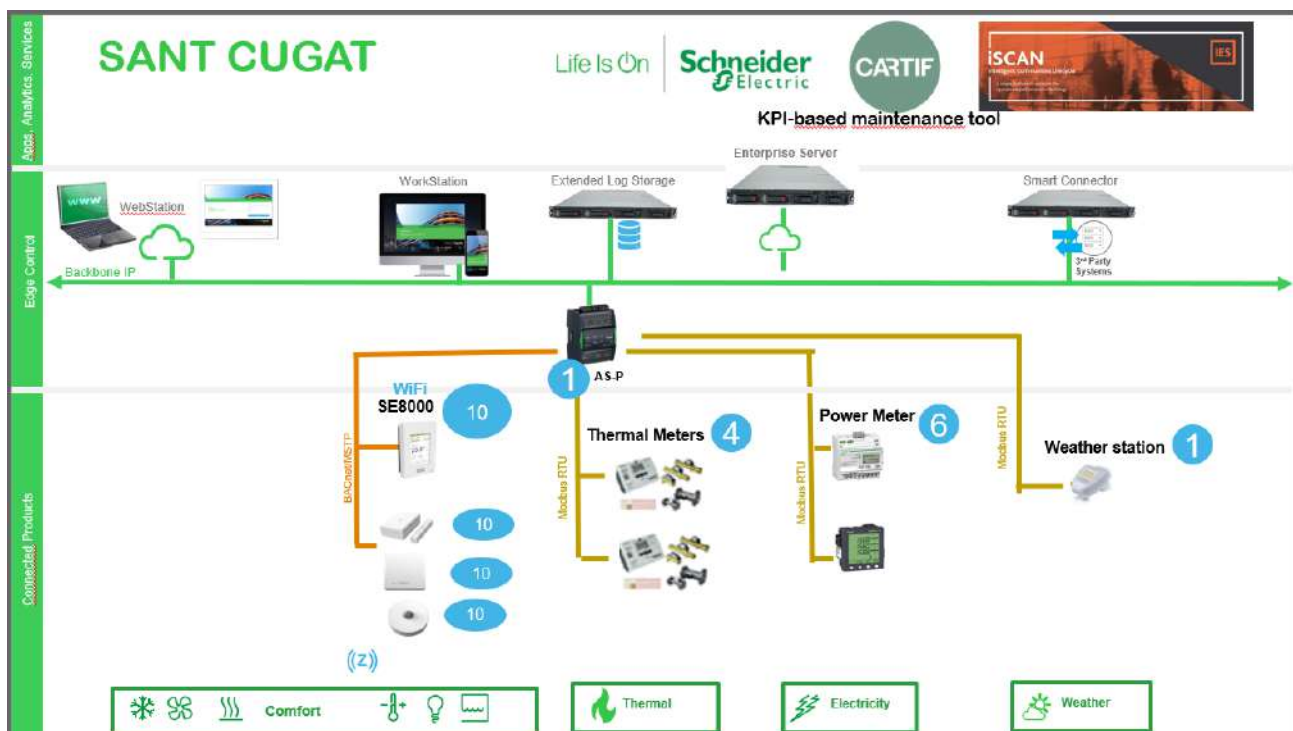 Apps, Analytics, Services
SANT CUGAT
Life Is On
Schneider
Electric
CARTIF
iSCAN
IES
KPI-based maintenance tool
Edge Control
WebStation
www
WorkStation
Extended Log Storage
Enterprise Server
Smart Connector
3rd Party
Systems
Backbone IP
1
AS-P
Connected Products
WiFi
SE8000
10
BACnet/MSTP
10
10
10
((Z))
Modbus RTU
Thermal Meters
4
Modbus RTU
Power Meter
6
Modbus RTU
Weather station
1
Comfort
Thermal
Electricity
Weather